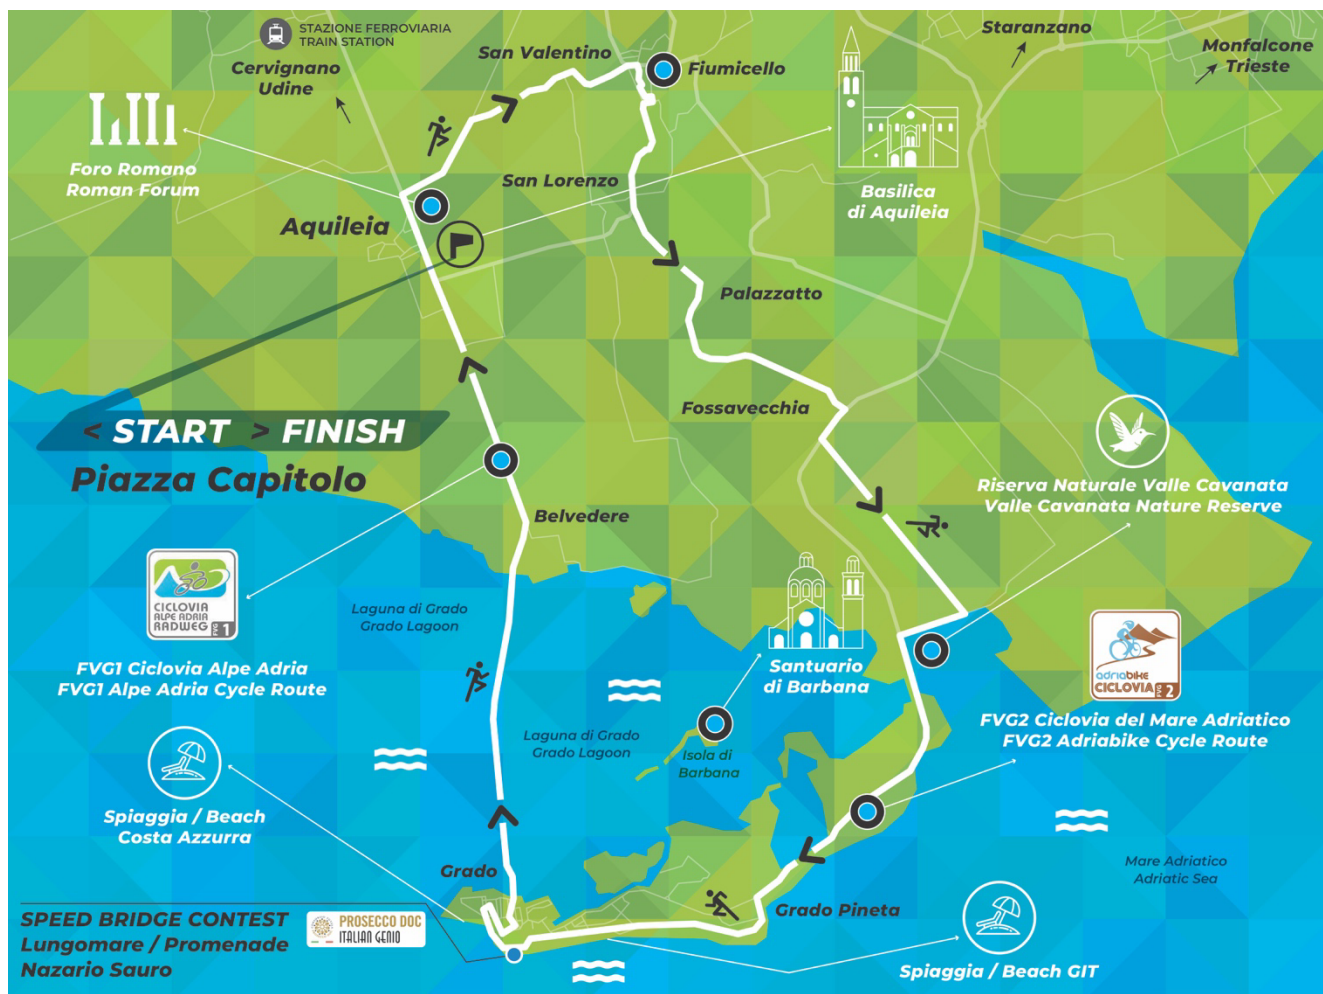 STAZIONE FERROVIARIA
TRAIN STATION
Cervignano
Udine
San Valentino
Fiumicello
Staranzano
Monfalcone
Trieste
Foro Romano
Roman Forum
San Lorenzo
Basilica
di Aquileia
Aquileia
Palazzatto
< START > FINISH
Piazza Capitolo
Fossavecchia
Belvedere
Riserva Naturale Valle Cavanata
Valle Cavanata Nature Reserve
CICLOVIA
ALPE ADRIA
RADWEG
FVG 1
FVG1 Ciclovia Alpe Adria
FVG1 Alpe Adria Cycle Route
Laguna di Grado
Grado Lagoon
Santuario
di Barbana
adriabike
CICLOVIA
FVG 2
FVG2 Ciclovia del Mare Adriatico
FVG2 Adriabike Cycle Route
Laguna di Grado
Grado Lagoon
Isola di
Barbana
Spiaggia / Beach
Costa Azzurra
Grado
Mare Adriatico
Adriatic Sea
Grado Pineta
SPEED BRIDGE CONTEST
Lungomare / Promenade
Nazario Sauro
PROSECCO DOC
ITALIAN GENIO
Spiaggia / Beach GIT